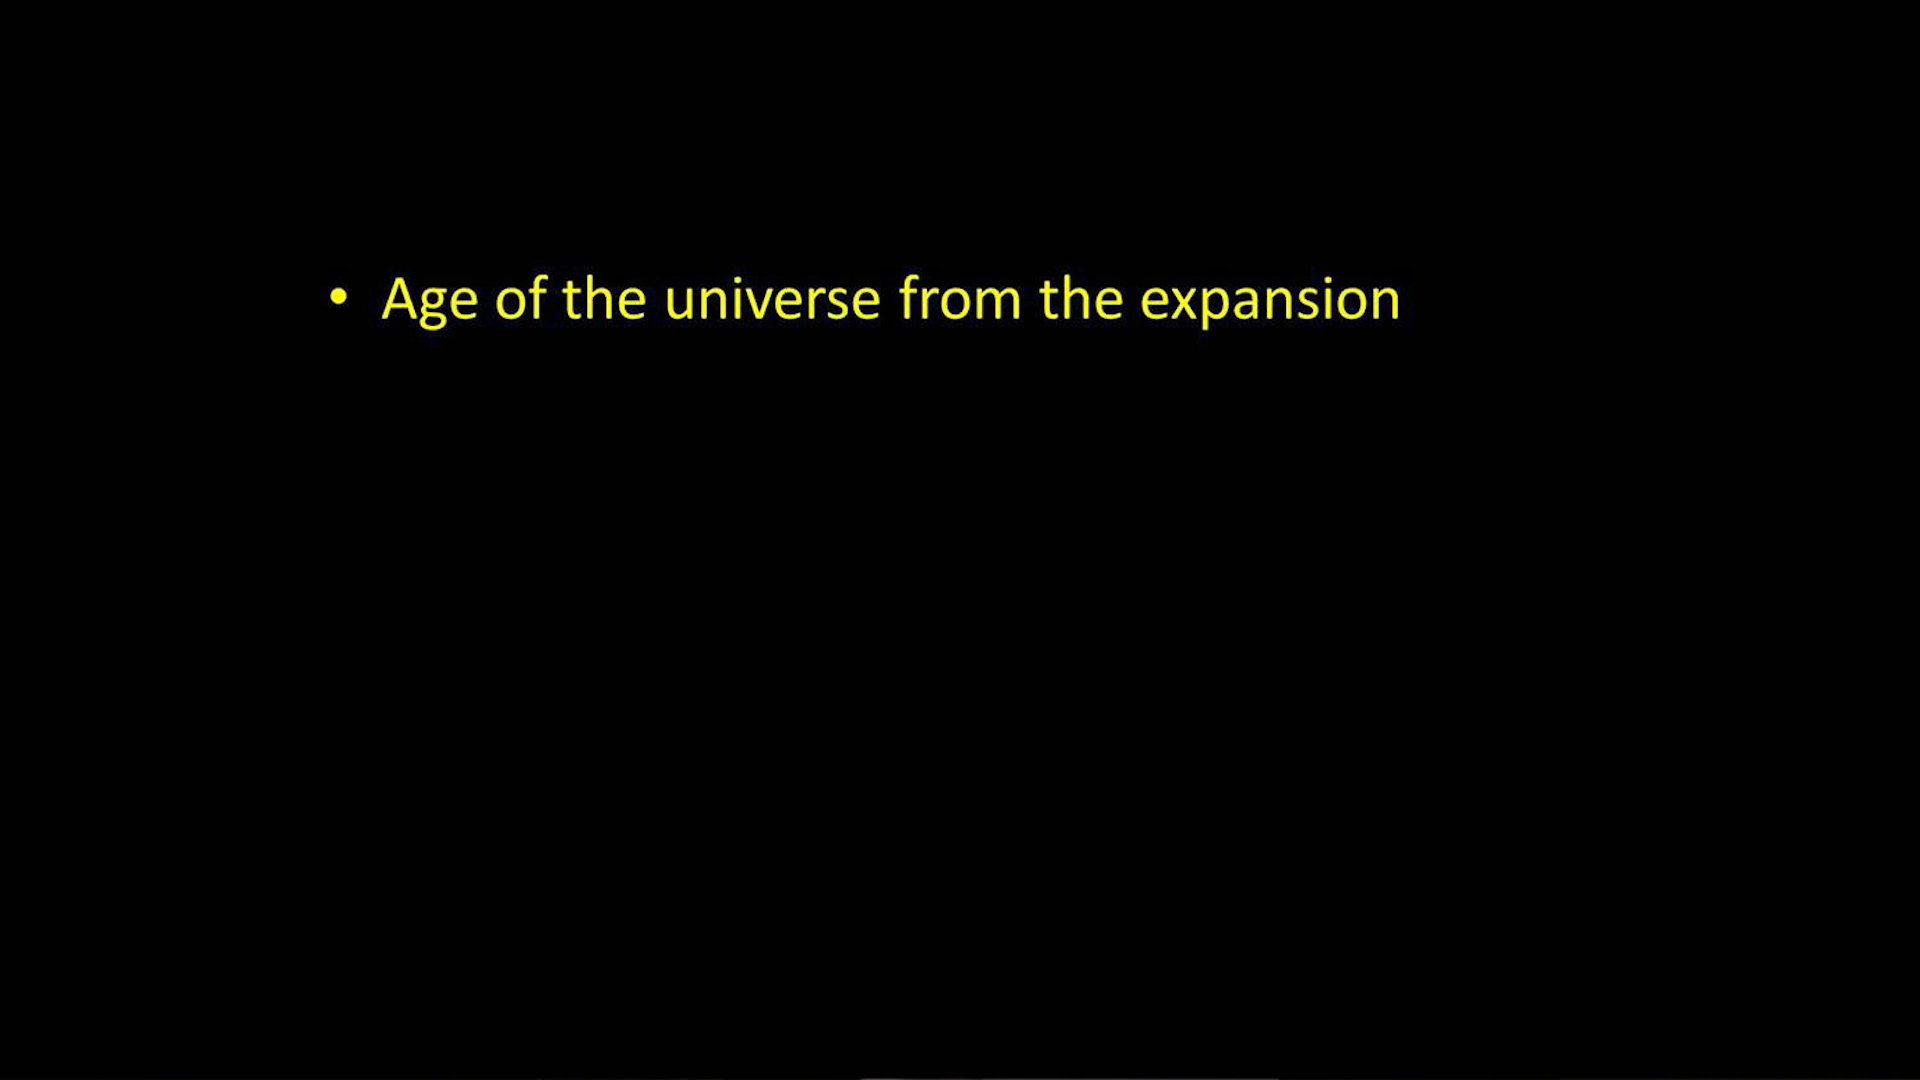 • Age of the universe from the expansion